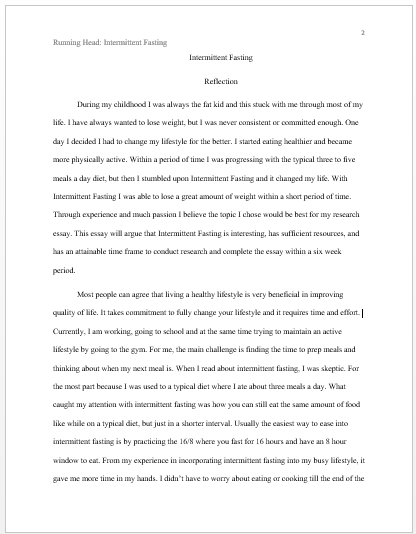 2
Running Head: Intermittent Fasting
Intermittent Fasting
Reflection
During my childhood I was always the fat kid and this stuck with me through most of my
life. I have always wanted to lose weight, but I was never consistent or committed enough. One
day I decided I had to change my lifestyle for the better. I started eating healthier and became
more physically active. Within a period of time I was progressing with the typical three to five
meals a day diet, but then I stumbled upon Intermittent Fasting and it changed my life. With
Intermittent Fasting I was able to lose a great amount of weight within a short period of time.
Through experience and much passion I believe the topic I chose would be best for my research
essay. This essay will argue that Intermittent Fasting is interesting, has sufficient resources, and
has an attainable time frame to conduct research and complete the essay within a six week
period.
Most people can agree that living a healthy lifestyle is very beneficial in improving
quality of life. It takes commitment to fully change your lifestyle and it requires time and effort.
Currently, I am working, going to school and at the same time trying to maintain an active
lifestyle by going to the gym. For me, the main challenge is finding the time to prep meals and
thinking about when my next meal is. When I read about intermittent fasting, I was skeptic. For
the most part because I was used to a typical diet where I ate about three meals a day. What
caught my attention with intermittent fasting was how you can still eat the same amount of food
like while on a typical diet, but just in a shorter interval. Usually the easiest way to ease into
intermittent fasting is by practicing the 16/8 where you fast for 16 hours and have an 8 hour
window to eat. From my experience in incorporating intermittent fasting into my busy lifestyle, it
gave me more time in my hands. I didn't have to worry about eating or cooking till the end of the